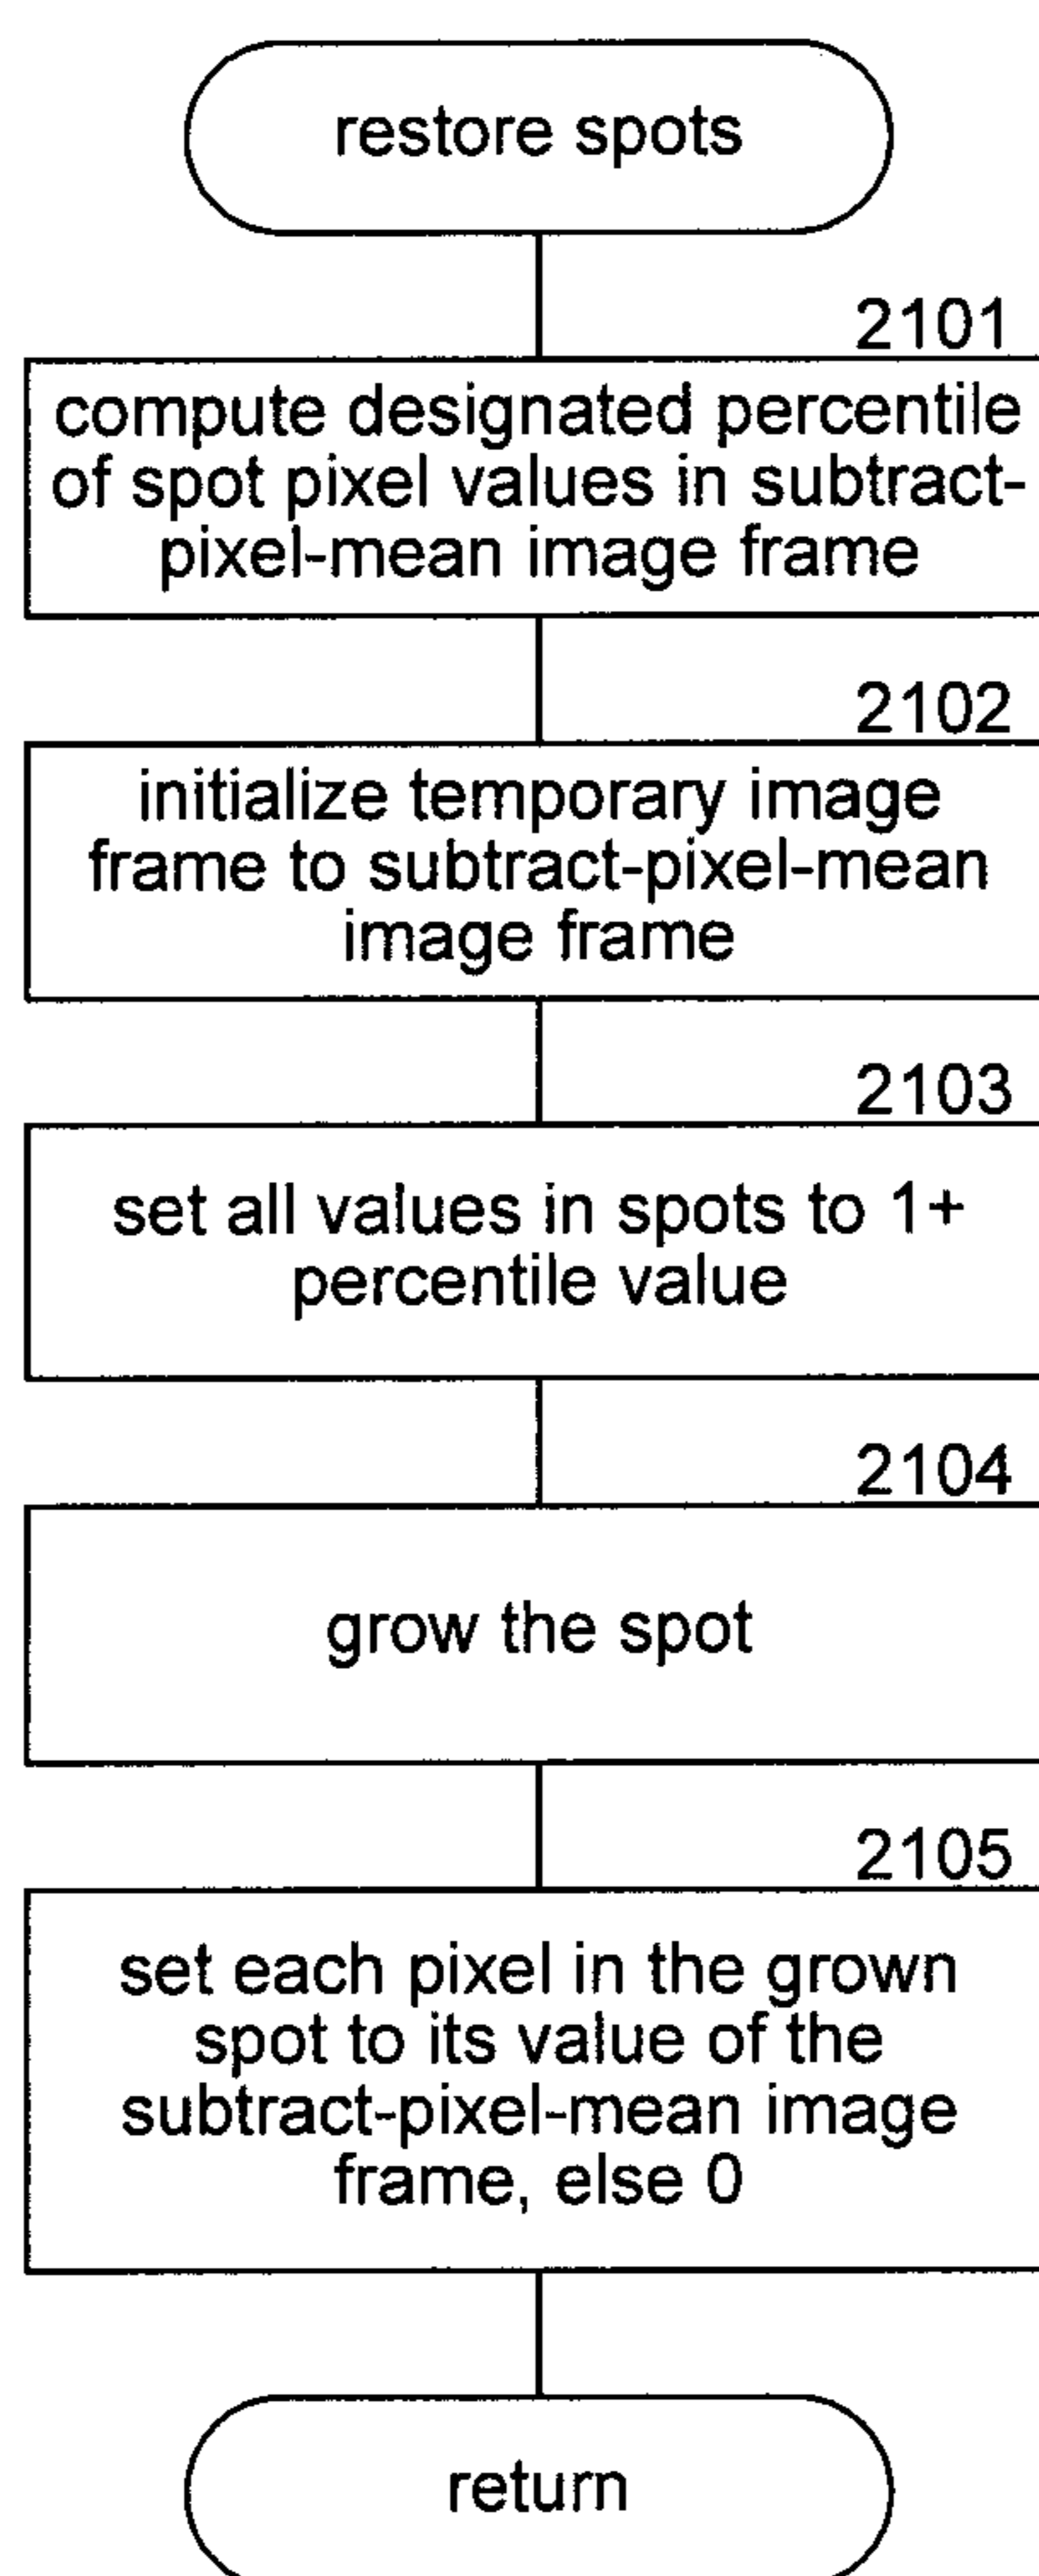 restore spots
2101
compute designated percentile
of spot pixel values in subtract-
pixel-mean image frame
2102
initialize temporary image
frame to subtract-pixel-mean
image frame
2103
set all values in spots to 1+
percentile value
2104
grow the spot
2105
set each pixel in the grown
spot to its value of the
subtract-pixel-mean image
frame, else 0
return